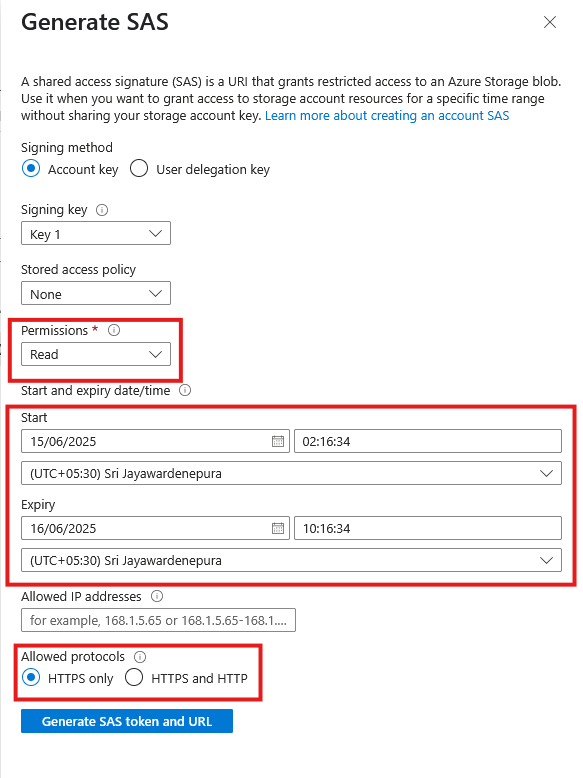 Generate SAS
A shared access signature (SAS) is a URI that grants restricted access to an Azure Storage blob.
Use it when you want to grant access to storage account resources for a specific time range
without sharing your storage account key. Learn more about creating an account SAS
Signing method
Account key User delegation key
Signing key
Key 1
Stored access policy
None
Permissions *
Read
Start and expiry date/time
Start
15/06/2025 02:16:34
(UTC+05:30) Sri Jayawardenepura
Expiry
16/06/2025 10:16:34
(UTC+05:30) Sri Jayawardenepura
Allowed IP addresses
for example, 168.1.5.65 or 168.1.5.65-168.1....
Allowed protocols
HTTPS only HTTPS and HTTP
Generate SAS token and URL